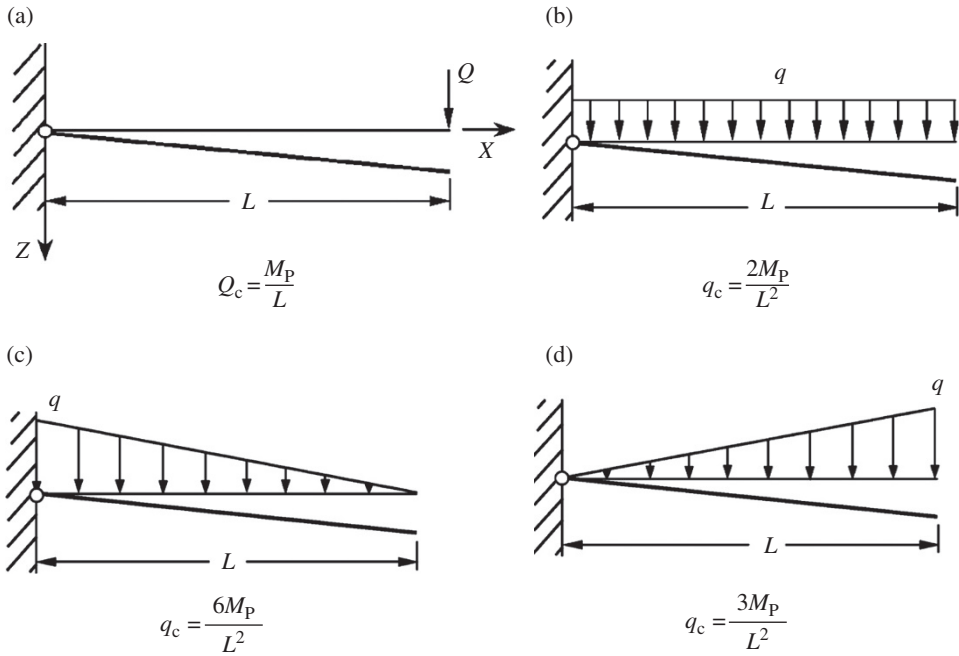 (a)
Q
X
L
Z
Q_c = M_P / L
(b)
q
L
q_c = 2M_P / L^2
(c)
q
L
q_c = 6M_P / L^2
(d)
q
L
q_c = 3M_P / L^2